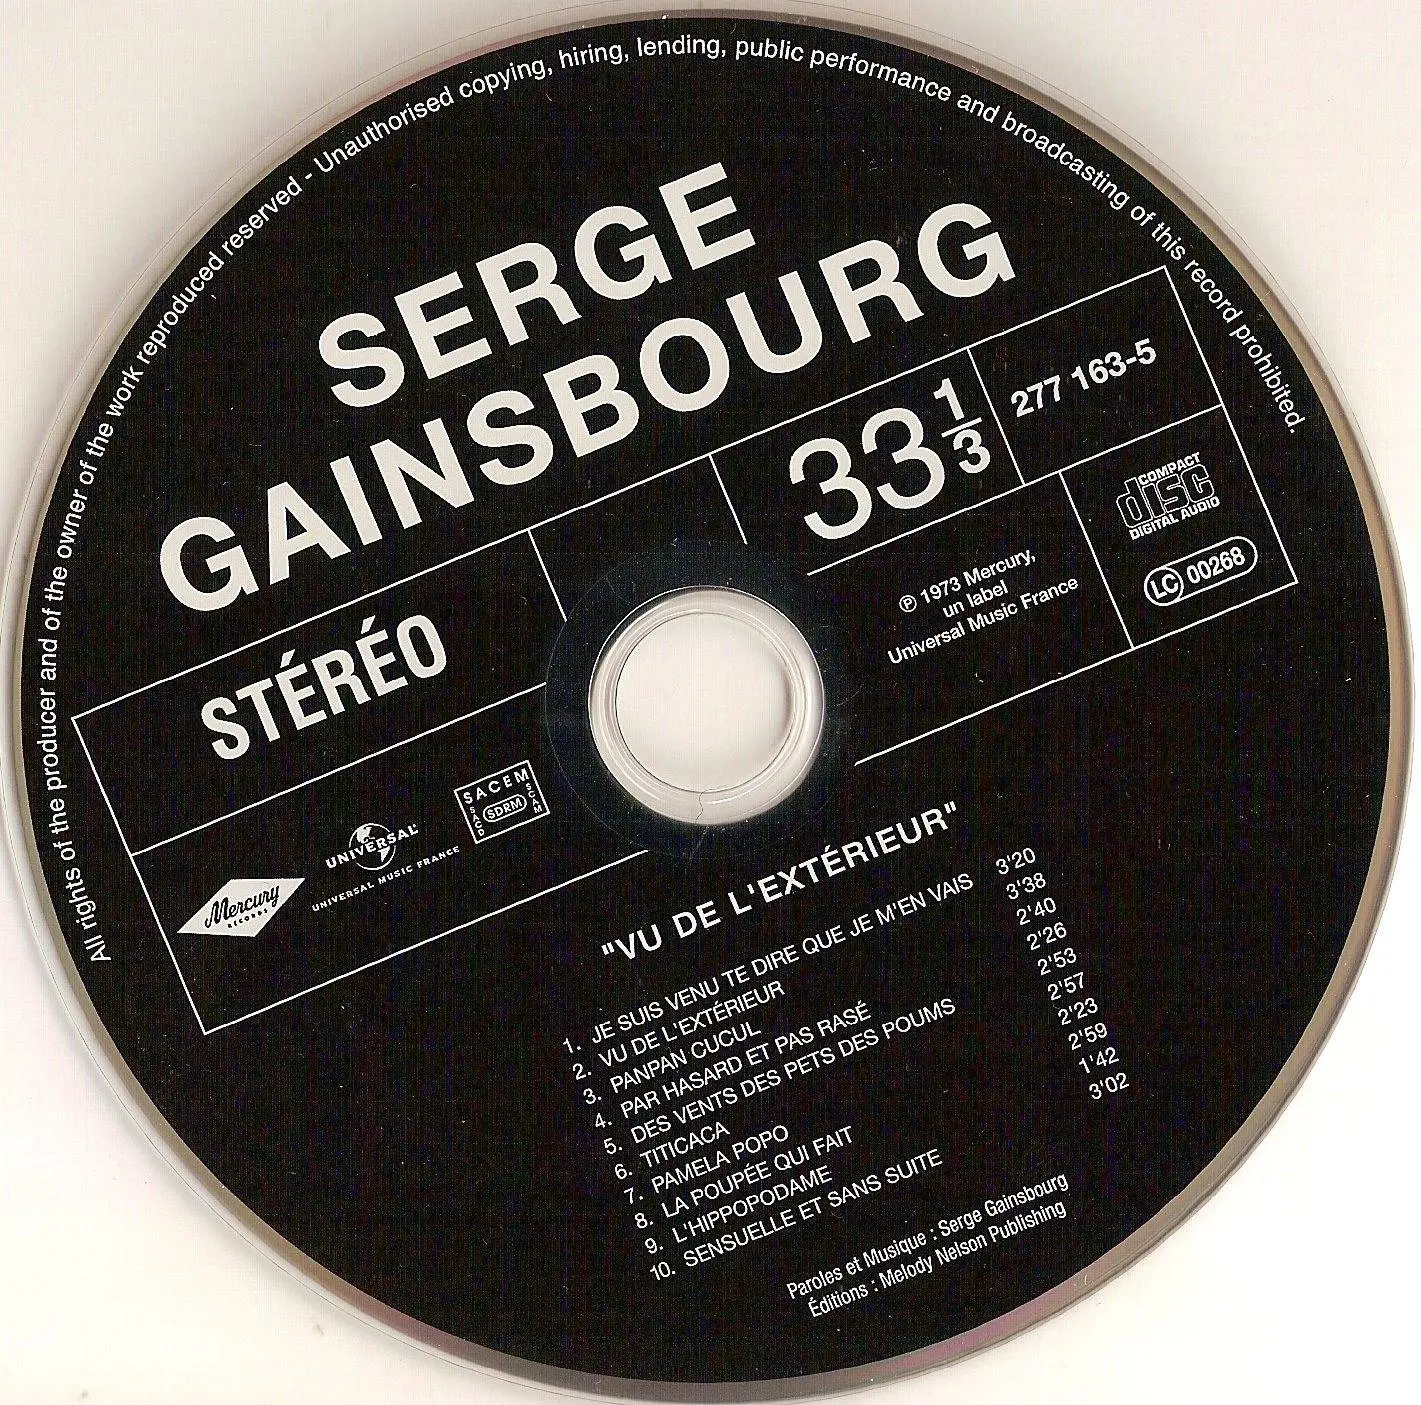 All rights of the producer and of the owner of the work reproduced reserved - Unauthorised copying, hiring, lending, public performance and broadcasting of this record prohibited.
SERGE
GAINSBOURG
STÉRÉO
33 1/3
277 163-5
℗ 1973 Mercury,
un label
Universal Music France
COMPACT
disc
DIGITAL AUDIO
LC 00268
Mercury
RECORDS
UNIVERSAL
UNIVERSAL MUSIC FRANCE
SACEM
SACD
SDRM
SCAM
"VU DE L'EXTÉRIEUR"
1. JE SUIS VENU TE DIRE QUE JE M'EN VAIS 3'20
2. VU DE L'EXTÉRIEUR 3'38
3. PANPAN CUCUL 2'40
4. PAR HASARD ET PAS RASÉ 2'26
5. DES VENTS DES PETS DES POUMS 2'53
6. TITICACA 2'57
7. PAMELA POPO 2'23
8. LA POUPÉE QUI FAIT 2'59
9. L'HIPPOPODAME 1'42
10. SENSUELLE ET SANS SUITE 3'02
Paroles et Musique : Serge Gainsbourg
Éditions : Melody Nelson Publishing